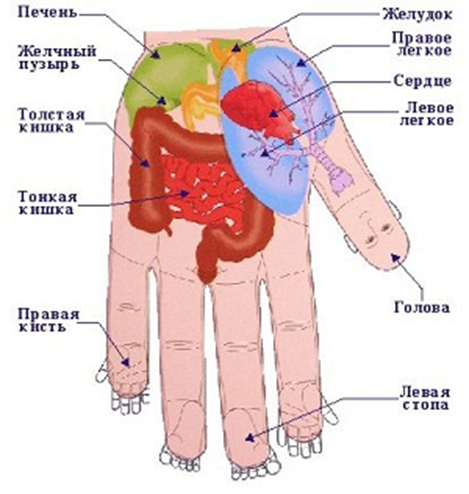 Печень
Желчный
пузырь
Толстая
кишка
Тонкая
кишка
Правая
кисть
Желудок
Правое
легкое
Сердце
Левое
легкое
Голова
Левая
стопа